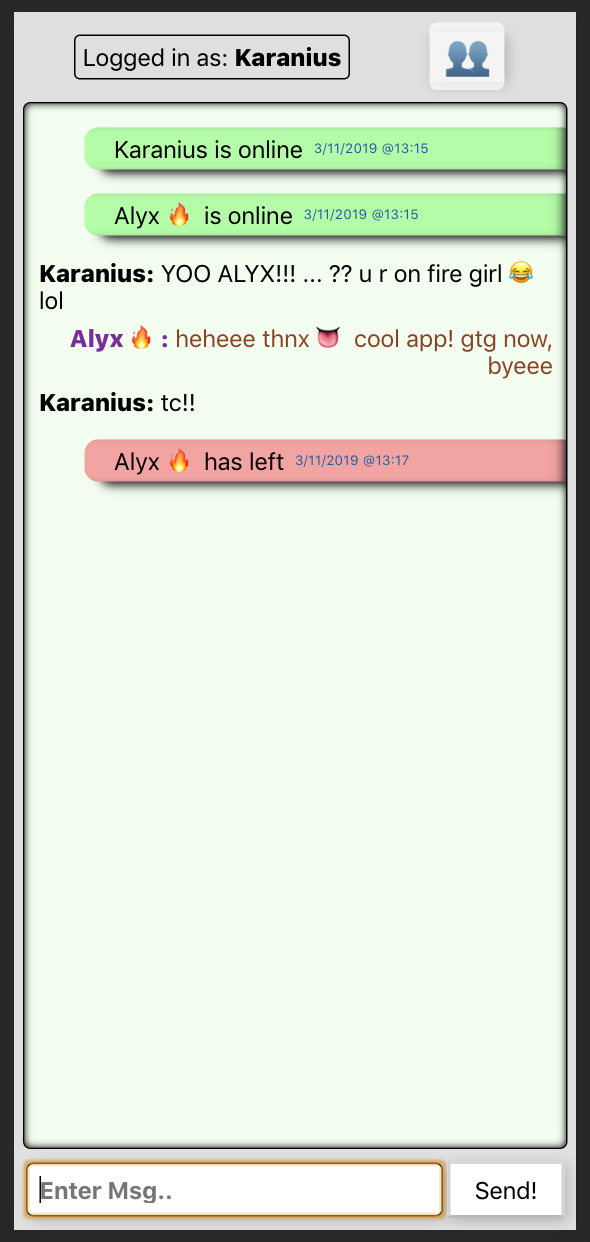 Logged in as: Karanius
Karanius is online 3/11/2019 @13:15
Alyx 🔥 is online 3/11/2019 @13:15
Karanius: YOO ALYX!!! ... ?? u r on fire girl 😂
lol
Alyx 🔥 : heheee thnx 👅 cool app! gtg now,
byeee
Karanius: tc!!
Alyx 🔥 has left 3/11/2019 @13:17
Enter Msg..
Send!